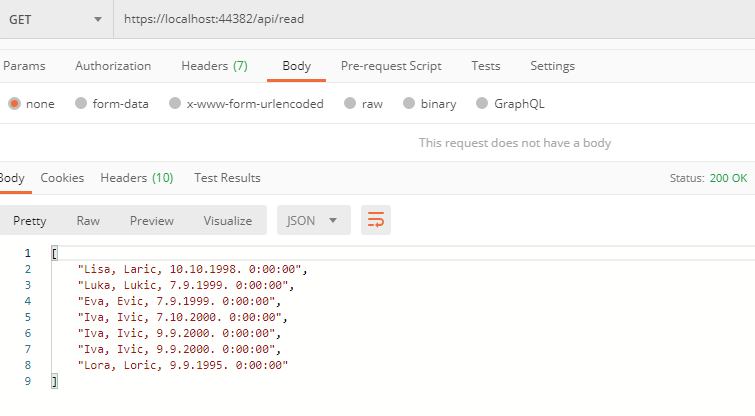 GET https://localhost:44382/api/read
Params Authorization Headers (7) Body Pre-request Script Tests Settings
none form-data x-www-form-urlencoded raw binary GraphQL
This request does not have a body
Body Cookies Headers (10) Test Results Status: 200 OK
Pretty Raw Preview Visualize JSON
1 [
2 "Lisa, Laric, 10.10.1998. 0:00:00",
3 "Luka, Lukic, 7.9.1999. 0:00:00",
4 "Eva, Evic, 7.9.1999. 0:00:00",
5 "Iva, Ivic, 7.10.2000. 0:00:00",
6 "Iva, Ivic, 9.9.2000. 0:00:00",
7 "Iva, Ivic, 9.9.2000. 0:00:00",
8 "Lora, Loric, 9.9.1995. 0:00:00"
9 ]